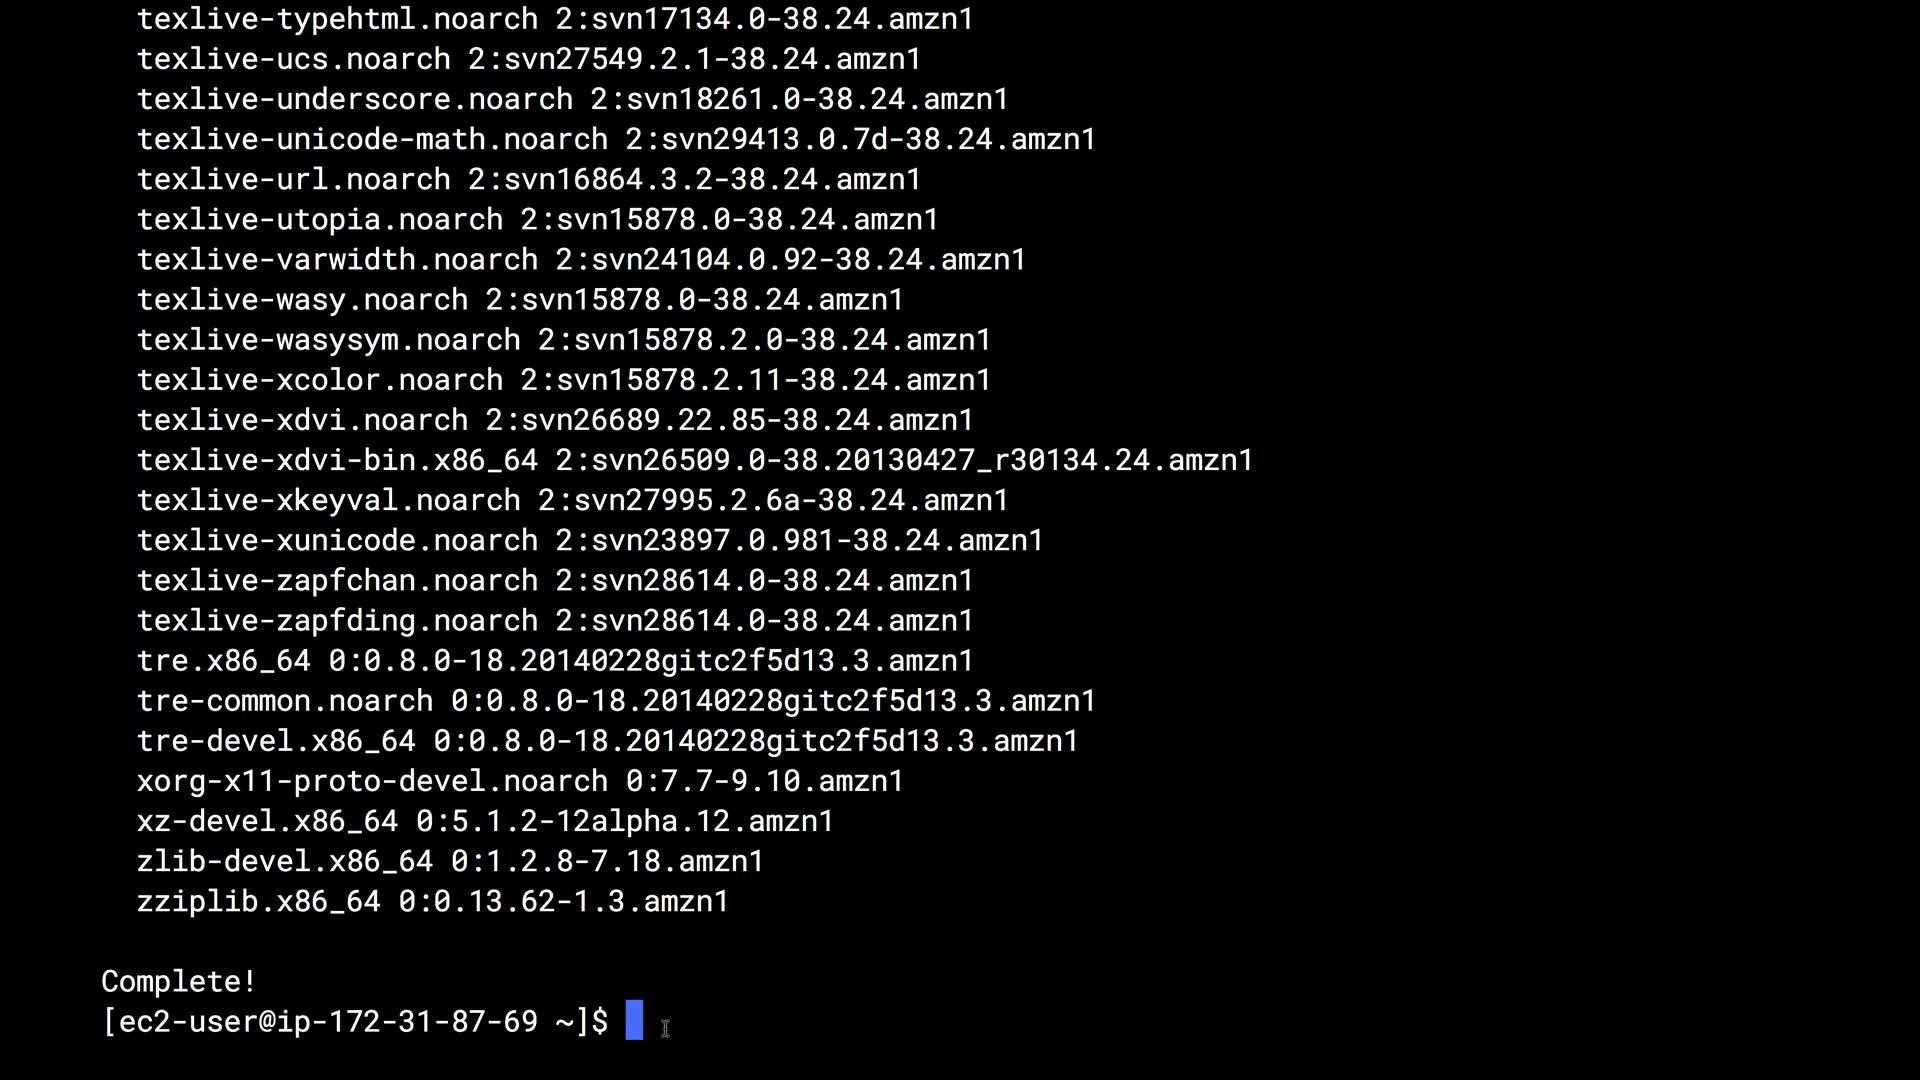 texlive-typehtml.noarch 2:svn17134.0-38.24.amzn1
texlive-ucs.noarch 2:svn27549.2.1-38.24.amzn1
texlive-underscore.noarch 2:svn18261.0-38.24.amzn1
texlive-unicode-math.noarch 2:svn29413.0.7d-38.24.amzn1
texlive-url.noarch 2:svn16864.3.2-38.24.amzn1
texlive-utopia.noarch 2:svn15878.0-38.24.amzn1
texlive-varwidth.noarch 2:svn24104.0.92-38.24.amzn1
texlive-wasy.noarch 2:svn15878.0-38.24.amzn1
texlive-wasysym.noarch 2:svn15878.2.0-38.24.amzn1
texlive-xcolor.noarch 2:svn15878.2.11-38.24.amzn1
texlive-xdvi.noarch 2:svn26689.22.85-38.24.amzn1
texlive-xdvi-bin.x86_64 2:svn26509.0-38.20130427_r30134.24.amzn1
texlive-xkeyval.noarch 2:svn27995.2.6a-38.24.amzn1
texlive-xunicode.noarch 2:svn23897.0.981-38.24.amzn1
texlive-zapfchan.noarch 2:svn28614.0-38.24.amzn1
texlive-zapfding.noarch 2:svn28614.0-38.24.amzn1
tre.x86_64 0:0.8.0-18.20140228gitc2f5d13.3.amzn1
tre-common.noarch 0:0.8.0-18.20140228gitc2f5d13.3.amzn1
tre-devel.x86_64 0:0.8.0-18.20140228gitc2f5d13.3.amzn1
xorg-x11-proto-devel.noarch 0:7.7-9.10.amzn1
xz-devel.x86_64 0:5.1.2-12alpha.12.amzn1
zlib-devel.x86_64 0:1.2.8-7.18.amzn1
zziplib.x86_64 0:0.13.62-1.3.amzn1
Complete!
[ec2-user@ip-172-31-87-69 ~]$